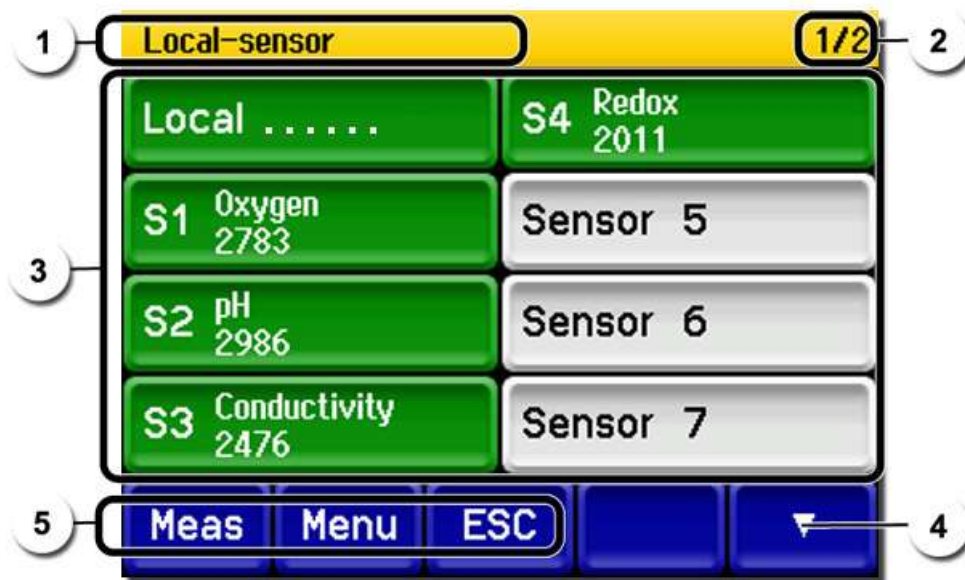 1
Local-sensor
1/2
2
3
Local ......
S4 Redox
2011
S1 Oxygen
2783
Sensor 5
S2 pH
2986
Sensor 6
S3 Conductivity
2476
Sensor 7
5
Meas Menu ESC
4